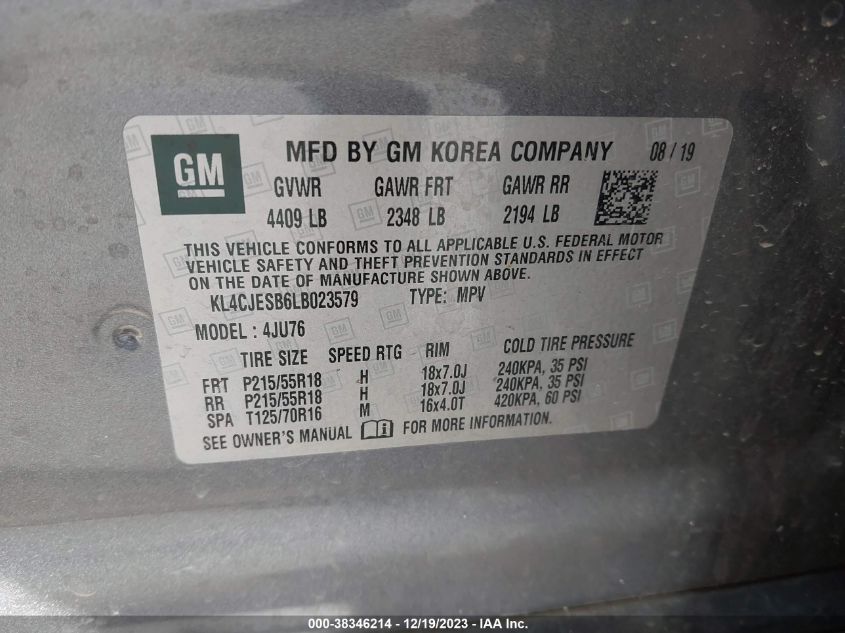 GM
MFD BY GM KOREA COMPANY 08/19
GVWR GAWR FRT GAWR RR
4409 LB 2348 LB 2194 LB
THIS VEHICLE CONFORMS TO ALL APPLICABLE U.S. FEDERAL MOTOR
VEHICLE SAFETY AND THEFT PREVENTION STANDARDS IN EFFECT
ON THE DATE OF MANUFACTURE SHOWN ABOVE.
KL4CJESB6LB023579 TYPE: MPV
MODEL: 4JU76
TIRE SIZE SPEED RTG RIM COLD TIRE PRESSURE
FRT P215/55R18 H 18x7.0J 240KPA, 35 PSI
RR P215/55R18 H 18x7.0J 240KPA, 35 PSI
SPA T125/70R16 M 16x4.0T 420KPA, 60 PSI
SEE OWNER'S MANUAL FOR MORE INFORMATION.
000-38346214 - 12/19/2023 - IAA Inc.